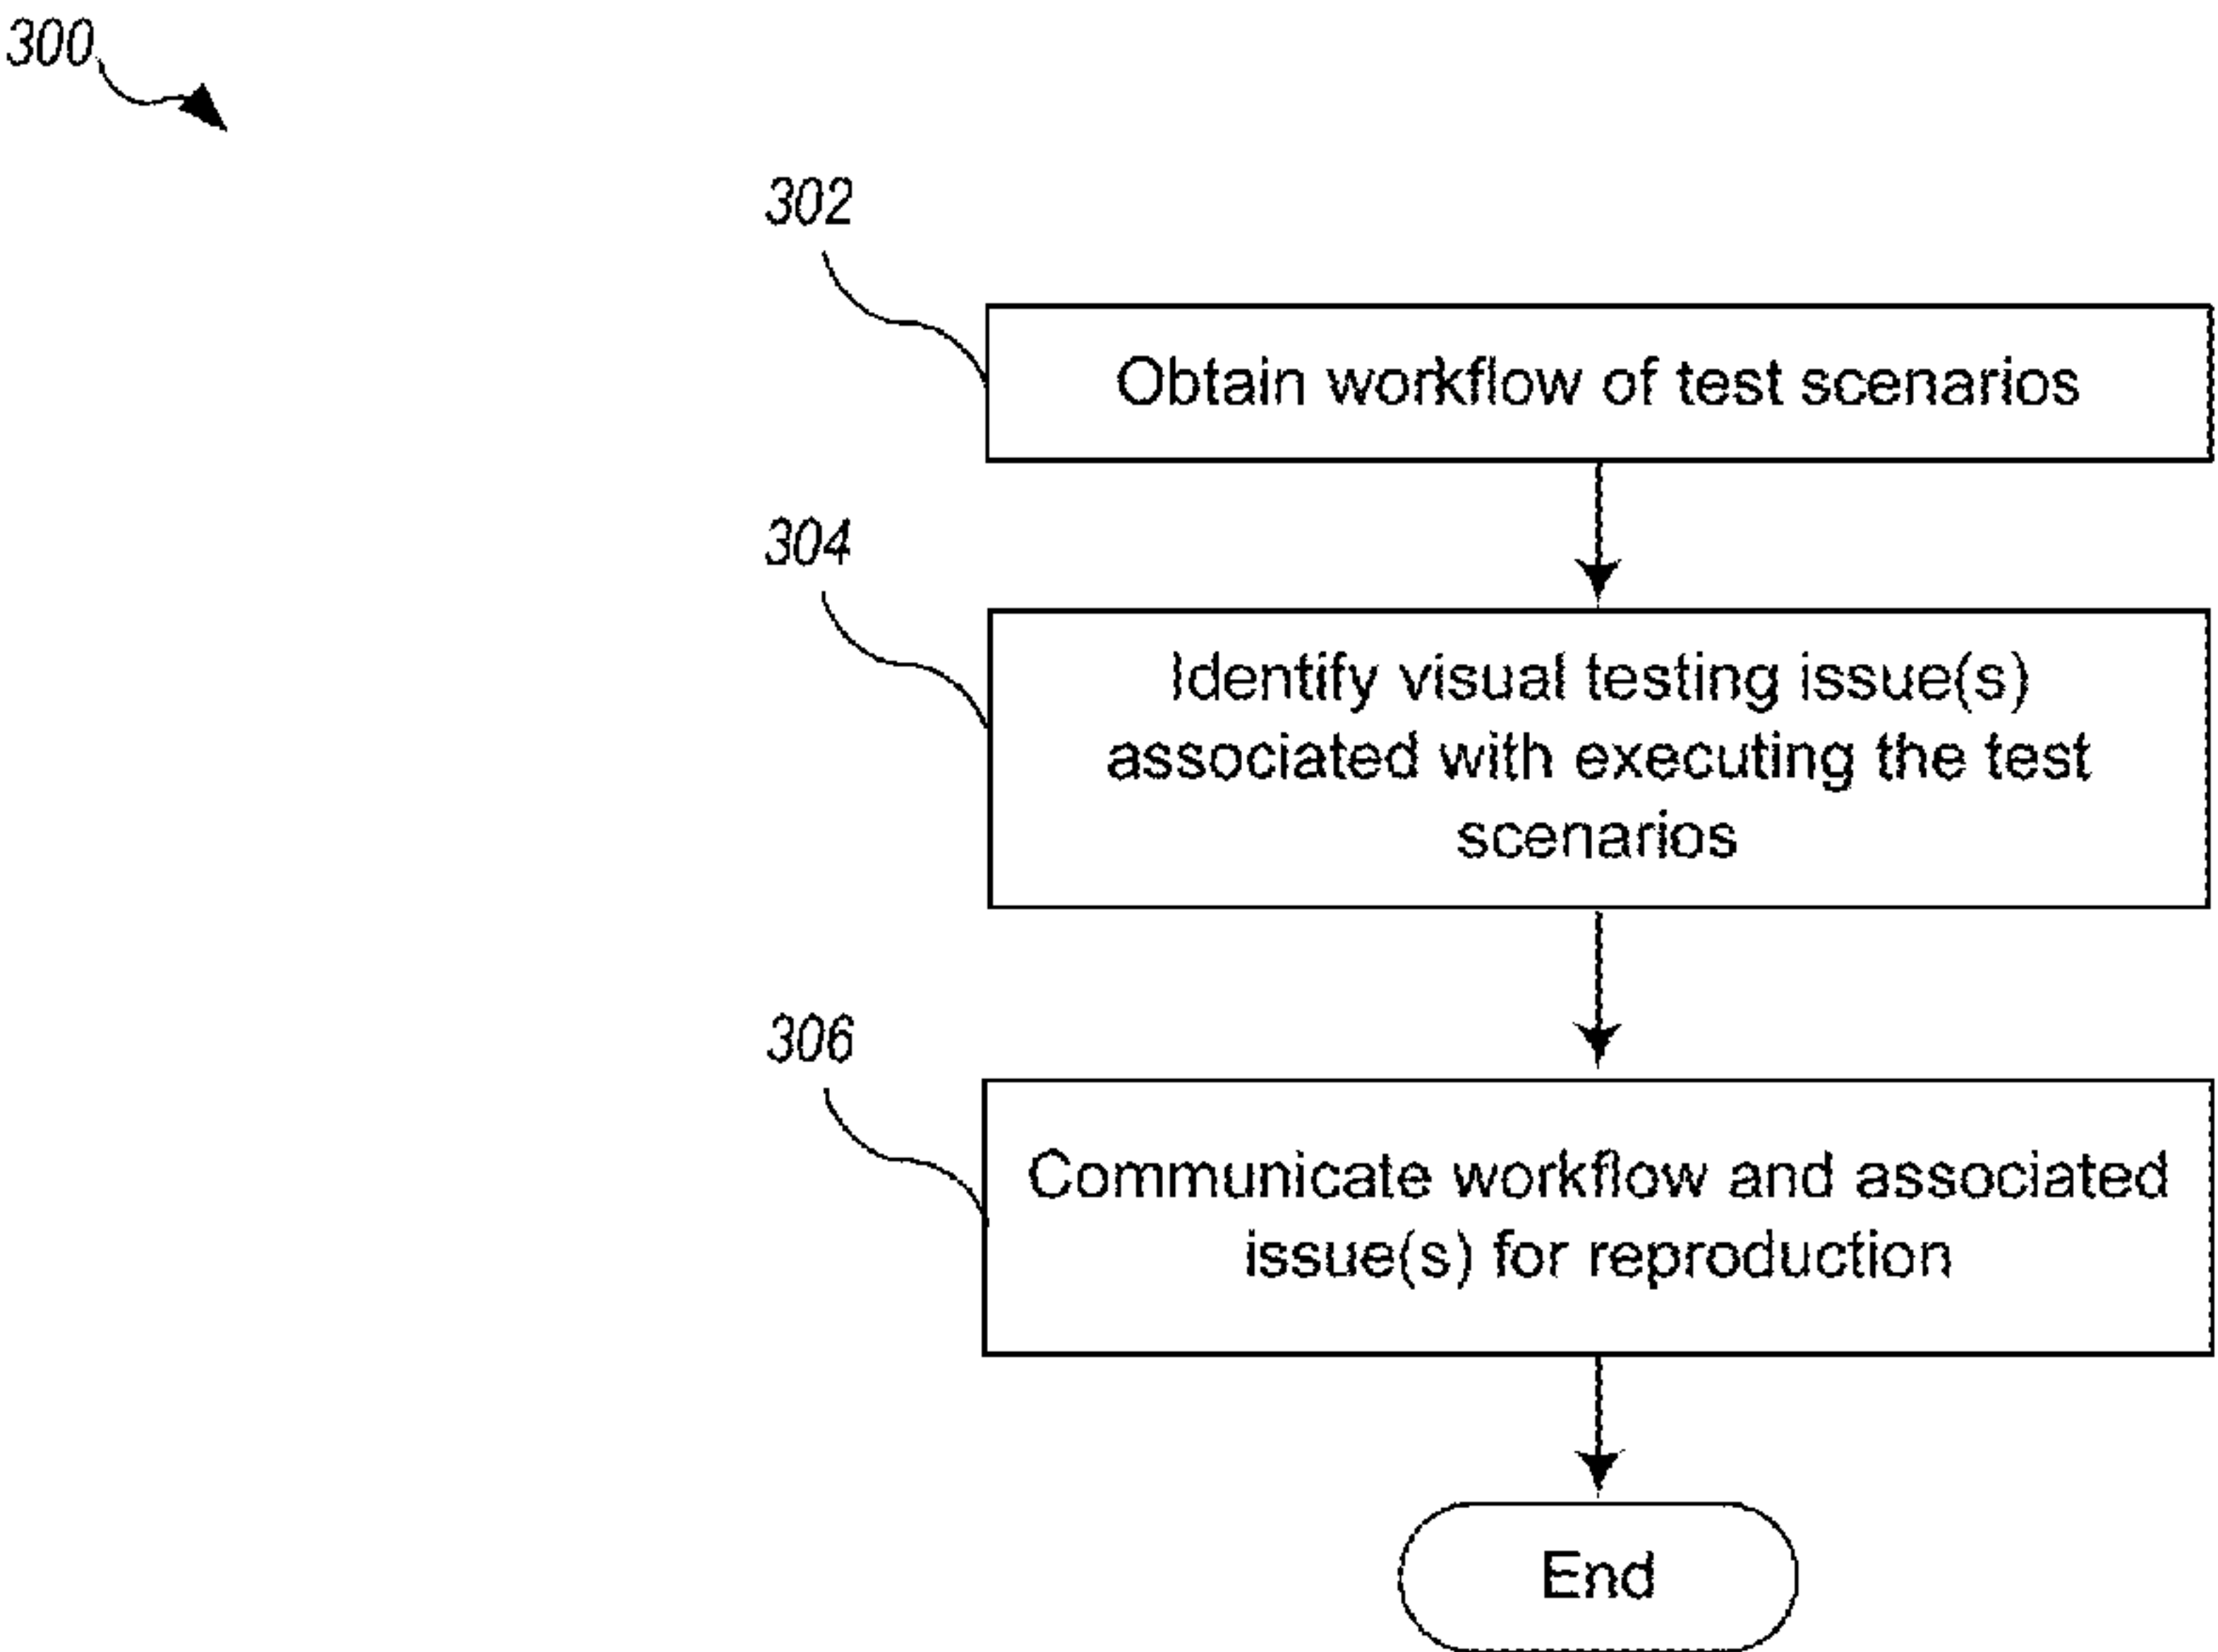 300
302
Obtain workflow of test scenarios
304
Identify visual testing issue(s)
associated with executing the test
scenarios
306
Communicate workflow and associated
issue(s) for reproduction
End